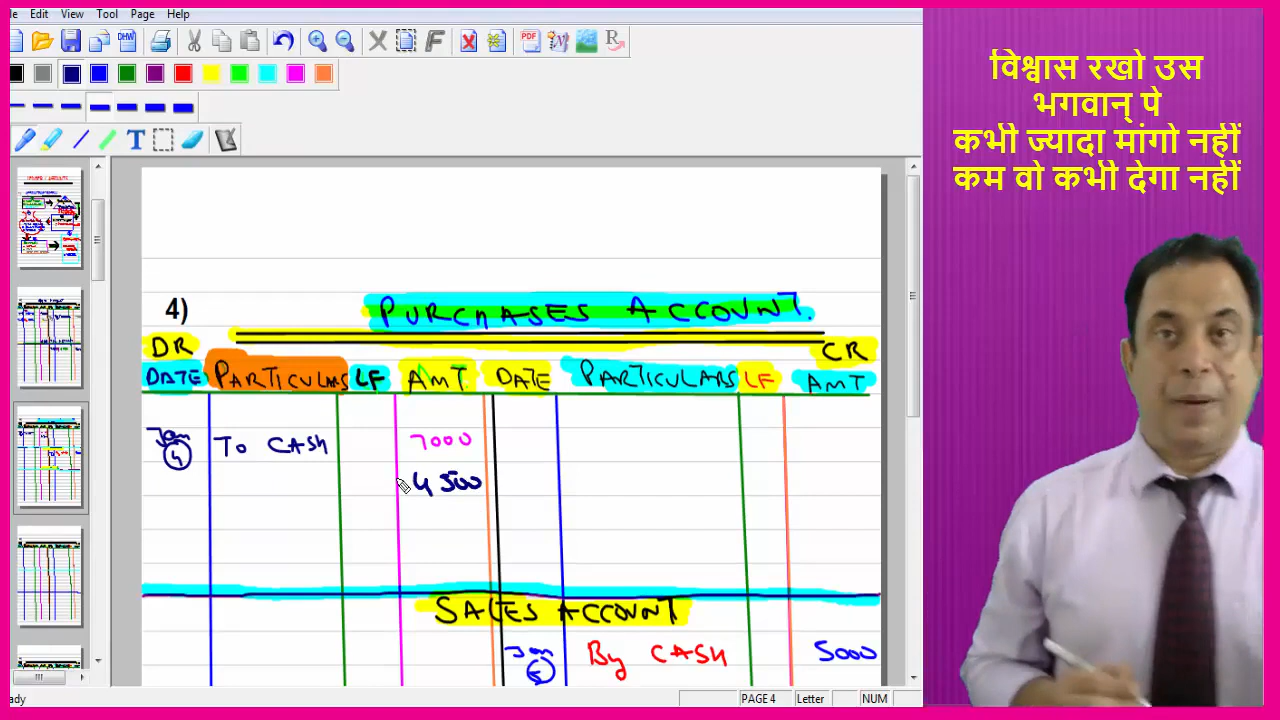 Edit View Tool Page Help
विश्वास रखो उस
भगवान् पे
कभी ज्यादा मांगो नहीं
कम वो कभी देगा नहीं
4) PURCHASES ACCOUNT.
DR CR
DATE PARTICULARS LF AMT DATE PARTICULARS LF AMT
Jan 4 To CASH 7000
4500
SALES ACCOUNT
Jan By CASH 5000
PAGE 4 Letter NUM